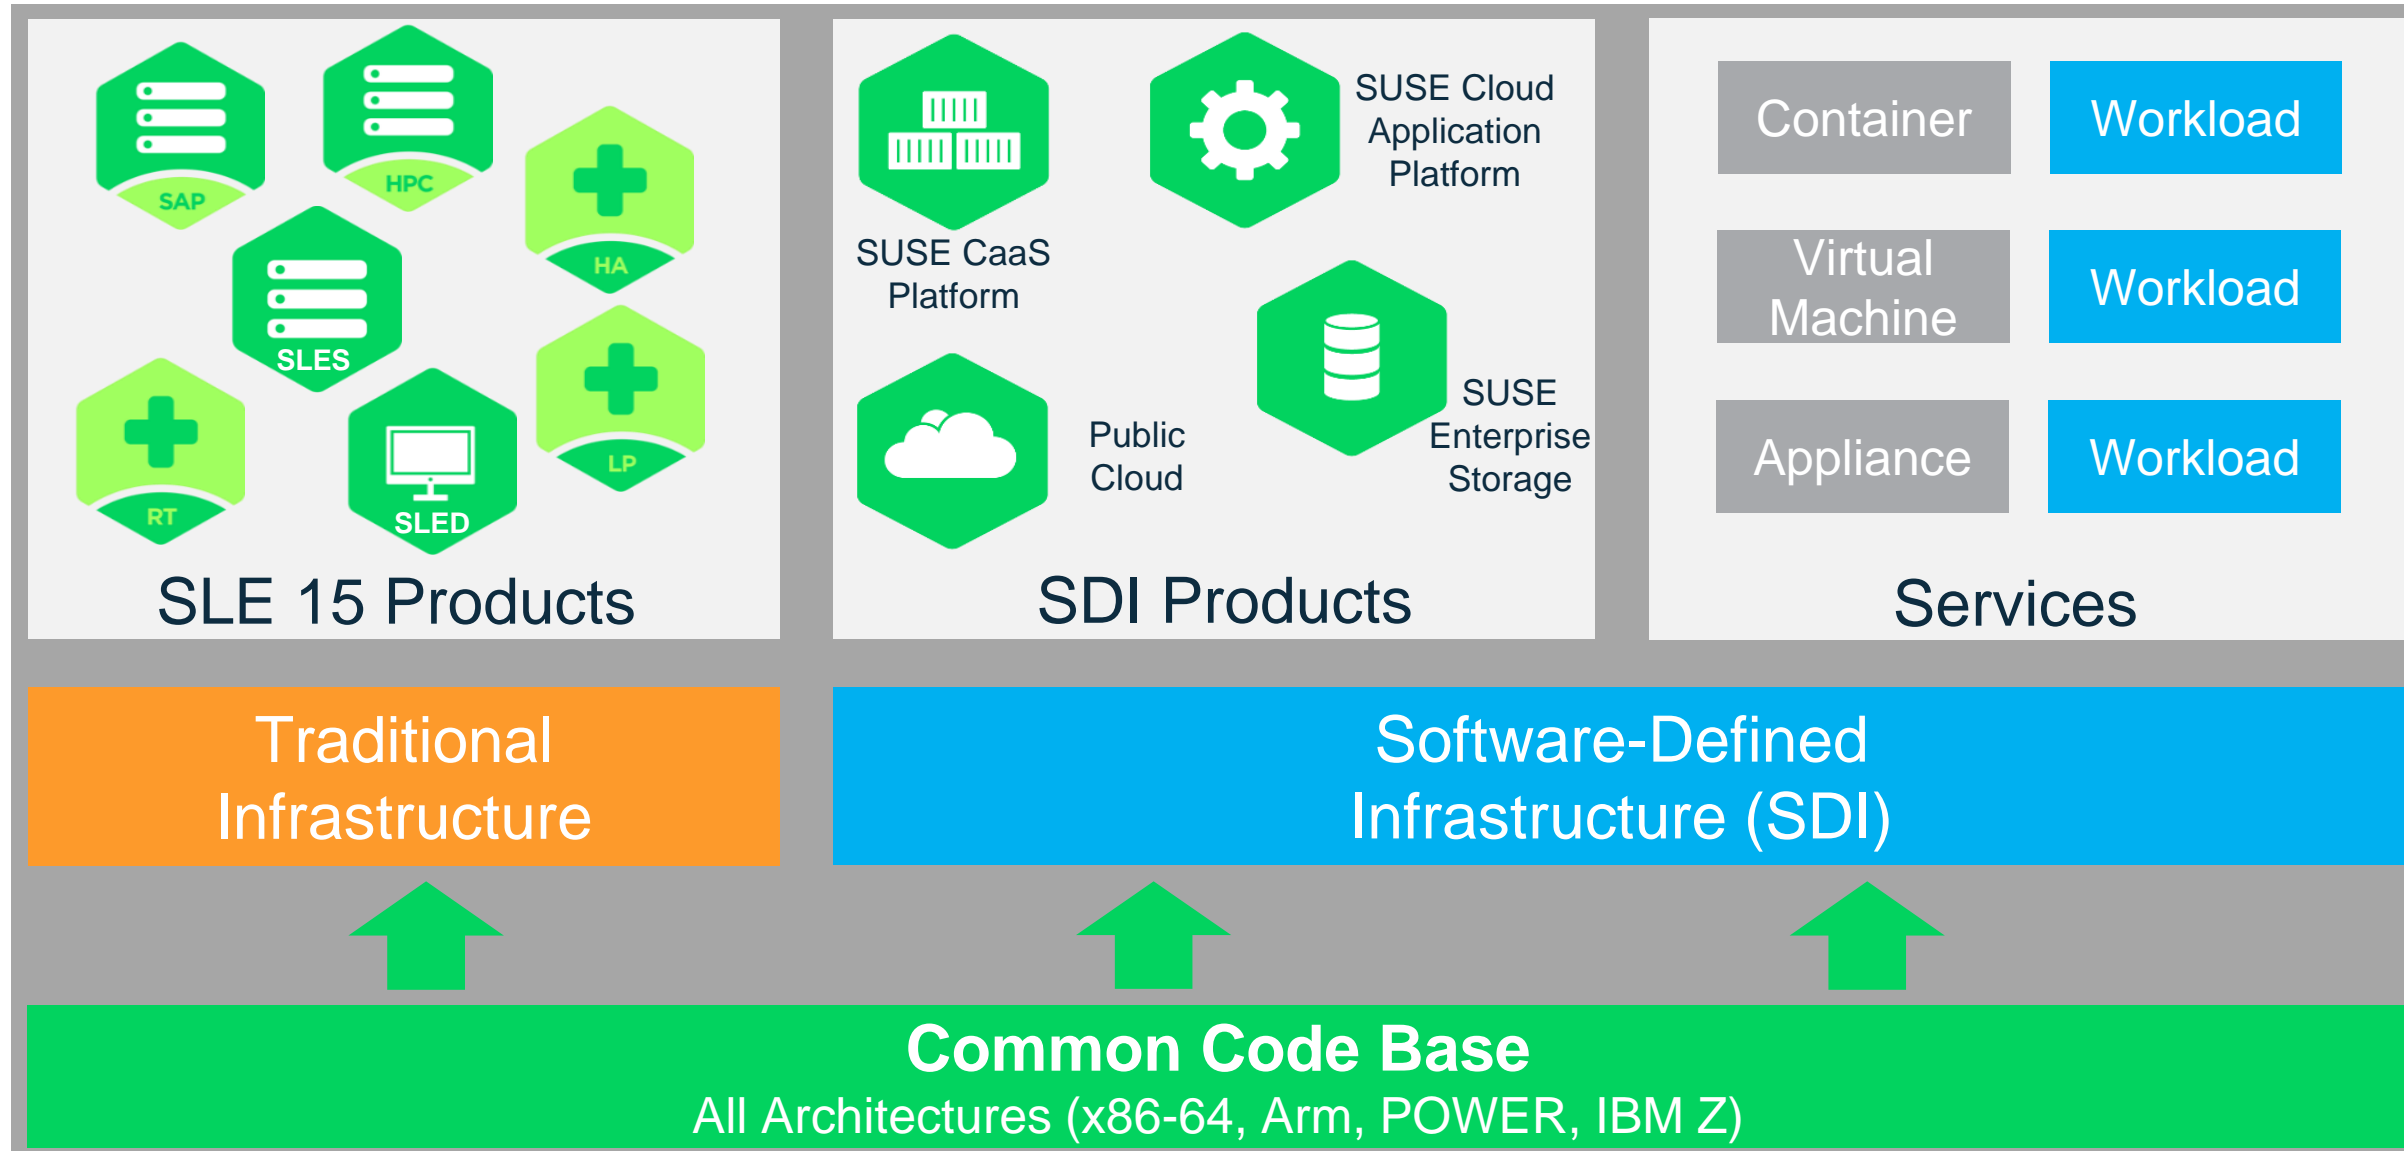 SAP
HPC
HA
SLES
RT
SLED
LP
SLE 15 Products
SUSE CaaS
Platform
SUSE Cloud
Application
Platform
Public
Cloud
SUSE
Enterprise
Storage
SDI Products
Container
Workload
Virtual
Machine
Workload
Appliance
Workload
Services
Traditional
Infrastructure
Software-Defined
Infrastructure (SDI)
Common Code Base
All Architectures (x86-64, Arm, POWER, IBM Z)